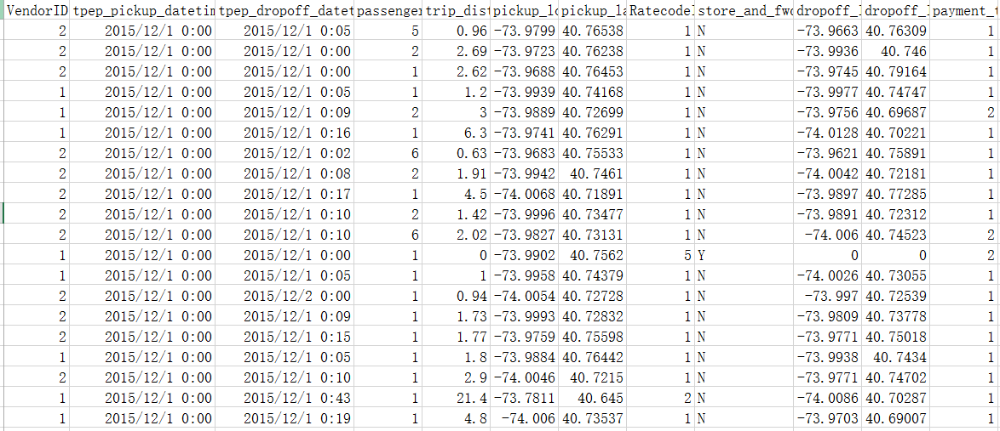 VendorID tpep_pickup_datetim tpep_dropoff_datet passenger trip_dist pickup_lo pickup_la RatecodeI store_and_fwd dropoff_l dropoff_l payment_t
2 2015/12/1 0:00 2015/12/1 0:05 5 0.96 -73.9799 40.76538 1 N -73.9663 40.76309 1
2 2015/12/1 0:00 2015/12/1 0:00 2 2.69 -73.9723 40.76238 1 N -73.9936 40.746 1
2 2015/12/1 0:00 2015/12/1 0:00 1 2.62 -73.9688 40.76453 1 N -73.9745 40.79164 1
1 2015/12/1 0:00 2015/12/1 0:05 1 1.2 -73.9939 40.74168 1 N -73.9977 40.74747 1
1 2015/12/1 0:00 2015/12/1 0:09 2 3 -73.9889 40.72699 1 N -73.9756 40.69687 2
1 2015/12/1 0:00 2015/12/1 0:16 1 6.3 -73.9741 40.76291 1 N -74.0128 40.70221 1
2 2015/12/1 0:00 2015/12/1 0:02 6 0.63 -73.9683 40.75533 1 N -73.9621 40.75891 1
2 2015/12/1 0:00 2015/12/1 0:08 2 1.91 -73.9942 40.7461 1 N -74.0042 40.72181 1
2 2015/12/1 0:00 2015/12/1 0:17 1 4.5 -74.0068 40.71891 1 N -73.9897 40.77285 1
2 2015/12/1 0:00 2015/12/1 0:10 2 1.42 -73.9996 40.73477 1 N -73.9891 40.72312 1
2 2015/12/1 0:00 2015/12/1 0:10 6 2.02 -73.9827 40.73131 1 N -74.006 40.74523 2
1 2015/12/1 0:00 2015/12/1 0:00 1 0 -73.9902 40.7562 5 Y 0 0 2
1 2015/12/1 0:00 2015/12/1 0:05 1 1 -73.9958 40.74379 1 N -74.0026 40.73055 1
2 2015/12/1 0:00 2015/12/2 0:00 1 0.94 -74.0054 40.72728 1 N -73.997 40.72539 1
2 2015/12/1 0:00 2015/12/1 0:09 1 1.73 -73.9993 40.72832 1 N -73.9809 40.73778 1
2 2015/12/1 0:00 2015/12/1 0:15 1 1.77 -73.9759 40.75598 1 N -73.9771 40.75018 1
1 2015/12/1 0:00 2015/12/1 0:05 1 1.8 -73.9884 40.76442 1 N -73.9938 40.7434 1
2 2015/12/1 0:00 2015/12/1 0:10 1 2.9 -74.0046 40.7215 1 N -73.9771 40.74702 1
1 2015/12/1 0:00 2015/12/1 0:43 1 21.4 -73.7811 40.645 2 N -74.0086 40.70287 1
1 2015/12/1 0:00 2015/12/1 0:19 1 4.8 -74.006 40.73537 1 N -73.9703 40.69007 1